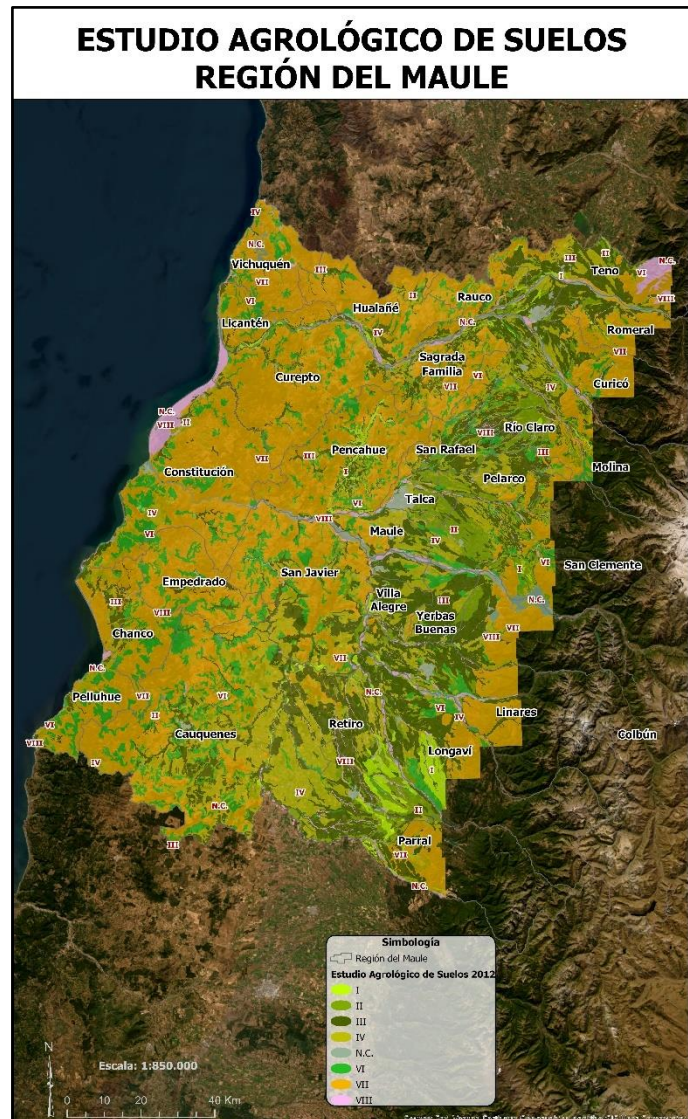 ESTUDIO AGROLÓGICO DE SUELOS
REGIÓN DEL MAULE
IV
N.C.
Vichuquén
III
VII
VI
Licantén
Hualañé
II
Rauco
N.C.
IV
III
II
I
Teno
N.C.
VI
VIII
Romeral
VII
Curicó
Sagrada
Familia
VI
VII
IV
Curepto
N.C.
VIII
II
Constitución
VII
III
Pencahue
I
San Rafael
VIII
Río Claro
III
Molina
Pelarco
VI
Talca
VIII
IV
VI
Maule
II
IV
I
VI
San Clemente
Empedrado
San Javier
Villa
Alegre
III
Yerbas
Buenas
N.C.
VII
VIII
III
VIII
Chanco
N.C.
VII
Pelluhue
VII
VI
II
N.C.
VI
IV
Linares
Colbún
Cauquenes
Retiro
Longaví
VI
VIII
IV
VIII
I
IV
N.C.
II
III
Parral
VII
N.C.
Simbología
Región del Maule
Estudio Agrológico de Suelos 2012
I
II
III
IV
N.C.
VI
VII
VIII
N
Escala: 1:850.000
0 10 20 40 Km